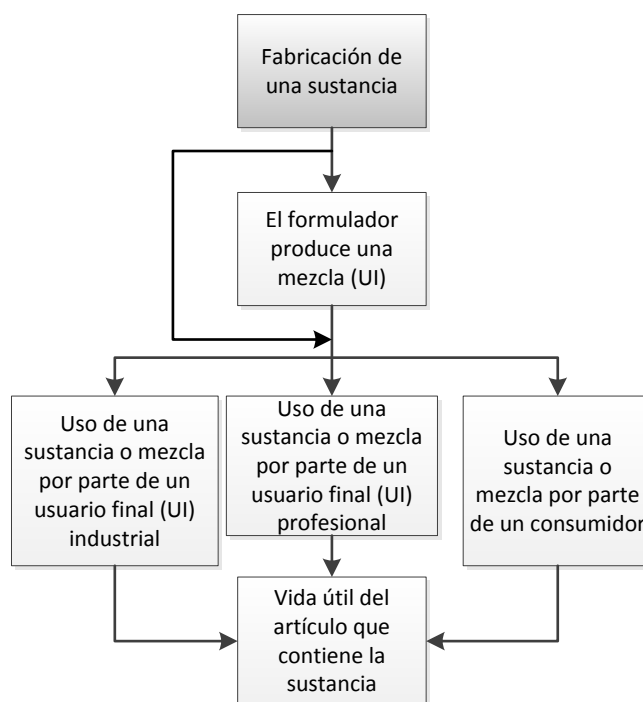 Fabricación de
una sustancia
El formulador
produce una
mezcla (UI)
Uso de una
sustancia o mezcla
por parte de un
usuario final (UI)
industrial
Uso de una
sustancia o mezcla
por parte de un
usuario final (UI)
profesional
Uso de una
sustancia o
mezcla por parte
de un consumidor
Vida útil del
artículo que
contiene la
sustancia